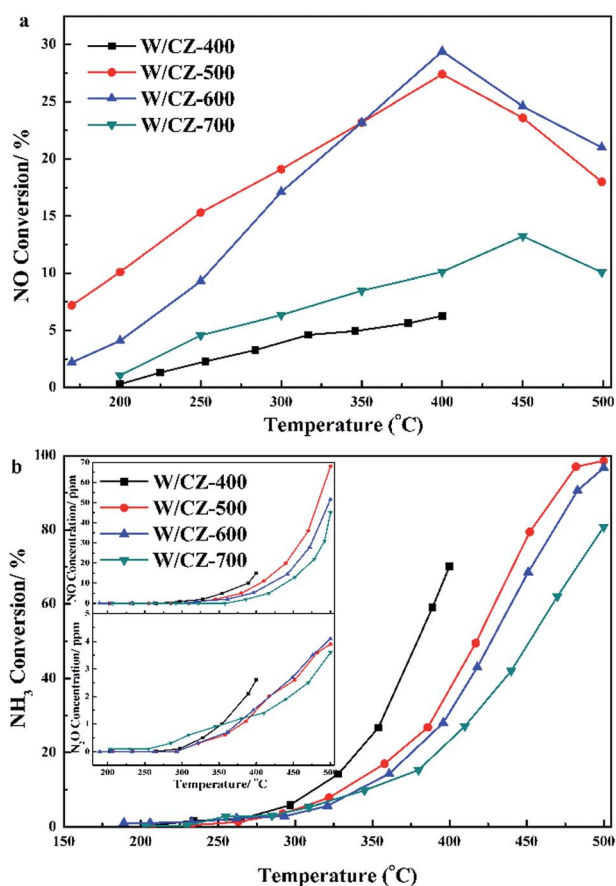 a
W/CZ-400
W/CZ-500
W/CZ-600
W/CZ-700
NO Conversion/ %
30
25
20
15
10
5
0
200 250 300 350 400 450 500
Temperature (°C)
b
W/CZ-400
W/CZ-500
W/CZ-600
W/CZ-700
NH3 Conversion/ %
100
80
60
40
20
0
NO Concentration/ ppm
70
60
50
40
30
20
10
0
N2O Concentration/ ppm
5
4
3
2
1
0
200 250 300 350 400 450 500
Temperature/ °C
150 200 250 300 350 400 450 500
Temperature (°C)